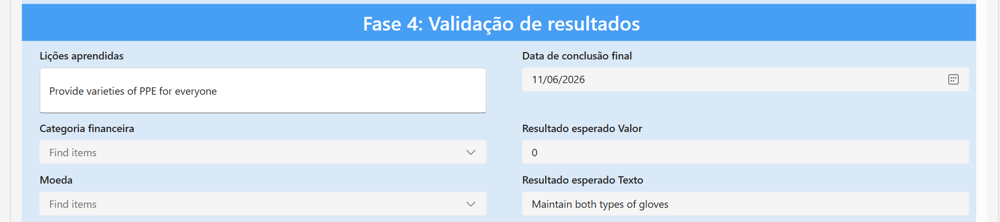 Fase 4: Validação de resultados
Lições aprendidas
Provide varieties of PPE for everyone
Data de conclusão final
11/06/2026
Categoria financeira
Find items
Resultado esperado Valor
0
Moeda
Find items
Resultado esperado Texto
Maintain both types of gloves